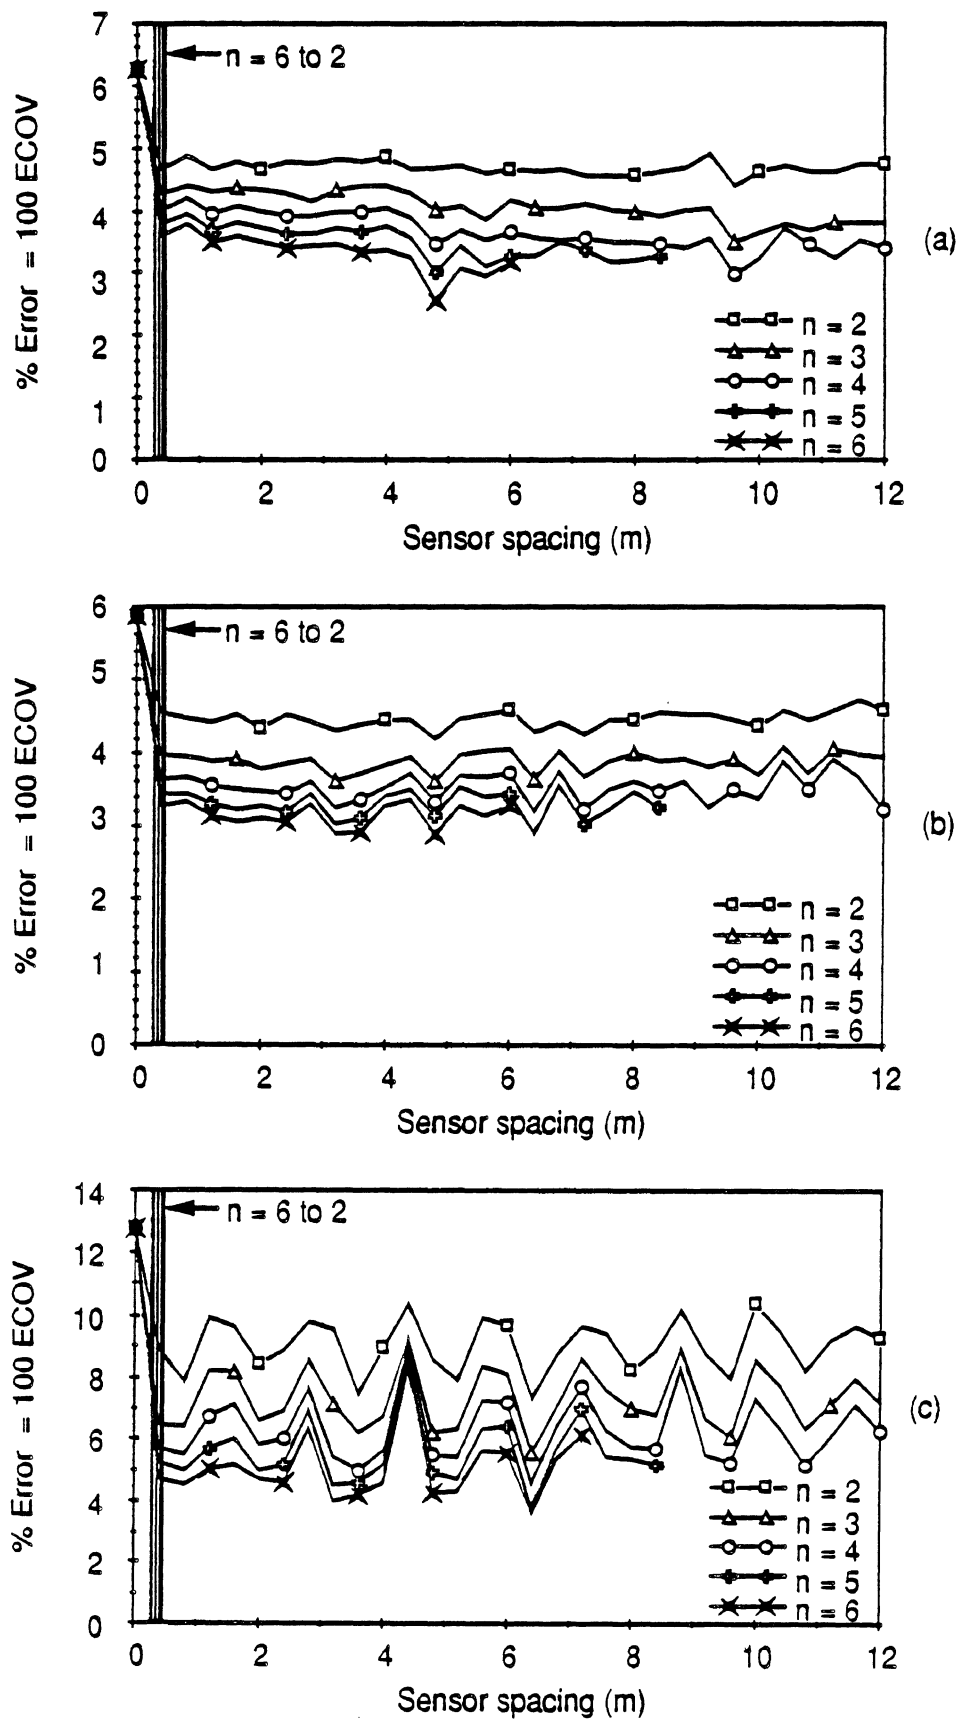 7
n = 6 to 2
6
5
4
3
2
1
0
% Error = 100 ECOV
(a)
n = 2
n = 3
n = 4
n = 5
n = 6
0 2 4 6 8 10 12
Sensor spacing (m)
6
n = 6 to 2
5
4
3
2
1
0
% Error = 100 ECOV
(b)
n = 2
n = 3
n = 4
n = 5
n = 6
0 2 4 6 8 10 12
Sensor spacing (m)
14
n = 6 to 2
12
10
8
6
4
2
0
% Error = 100 ECOV
(c)
n = 2
n = 3
n = 4
n = 5
n = 6
0 2 4 6 8 10 12
Sensor spacing (m)